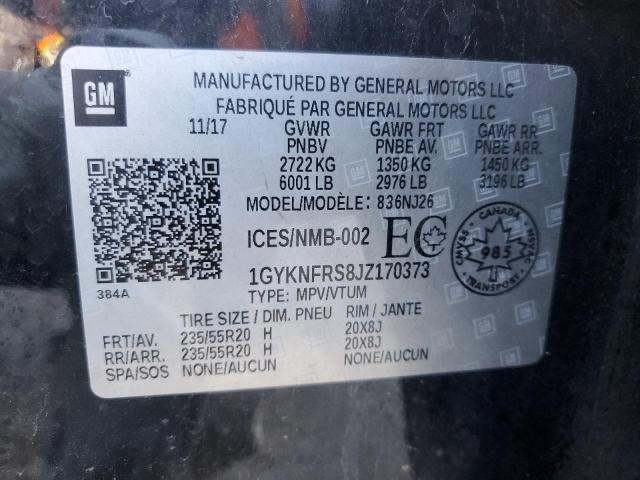 GM
MANUFACTURED BY GENERAL MOTORS LLC
FABRIQUÉ PAR GENERAL MOTORS LLC
11/17 GVWR GAWR FRT GAWR RR
PNBV PNBE AV. PNBE ARR.
2722 KG 1350 KG 1450 KG
6001 LB 2976 LB 3196 LB
MODEL/MODÈLE: 836NJ26
ICES/NMB-002 EC
CANADA
985
1GYKNFRS8JZ170373
384A
TYPE: MPV/VTUM
TIRE SIZE / DIM. PNEU RIM / JANTE
FRT/AV. 235/55R20 H 20X8J
RR/ARR. 235/55R20 H 20X8J
SPA/SOS NONE/AUCUN NONE/AUCUN